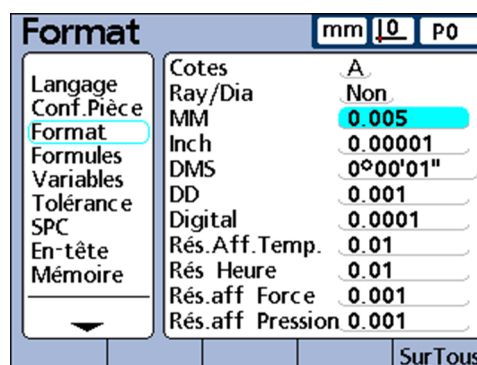 Format mm 0 P0
Langage
Conf.Pièce
Format
Formules
Variables
Tolérance
SPC
En-tête
Mémoire
Cotes A
Ray/Dia Non
MM 0.005
Inch 0.00001
DMS 0°00'01"
DD 0.001
Digital 0.0001
Rés.Aff.Temp. 0.01
Rés Heure 0.01
Rés.aff Force 0.001
Rés.aff Pression 0.001
SurTous